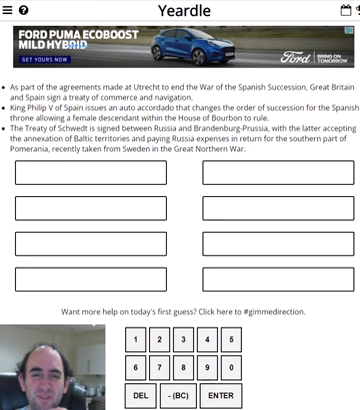 Yeardle
FORD PUMA ECOBOOST
MILD HYBRID
GET YOURS NOW
Ford
BRING ON
TOMORROW
• As part of the agreements made at Utrecht to end the War of the Spanish Succession, Great Britain
and Spain sign a treaty of commerce and navigation.
• King Philip V of Spain issues an auto accordado that changes the order of succession for the Spanish
throne allowing a female descendant within the House of Bourbon to rule.
• The Treaty of Schwedt is signed between Russia and Brandenburg-Prussia, with the latter accepting
the annexation of Baltic territories and paying Russia expenses in return for the southern part of
Pomerania, recently taken from Sweden in the Great Northern War.
Want more help on today's first guess? Click here to #gimmedirection.
1 2 3 4 5
6 7 8 9 0
DEL - (BC) ENTER